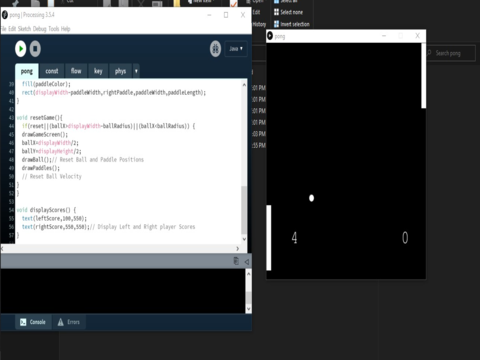 pong | Processing 3.5.4
File Edit Sketch Debug Tools Help
Java
pong const flow key phys
39 fill(paddleColor);
40 rect(displayWidth-paddleWidth,rightPaddle,paddleWidth,paddleLength);
41 }
42
43 void resetGame(){
44 if(reset||(ballX>displayWidth-ballRadius)||(ballX<ballRadius)) {
45 drawGameScreen();
46 ballX=displayWidth/2;
47 ballY=displayHeight/2;
48 drawBall();// Reset Ball and Paddle Positions
49 drawPaddles();
50 // Reset Ball Velocity
51 }
52 }
53
54 void displayScores() {
55 text(leftScore,100,550);
56 text(rightScore,550,550);// Display Left and Right player Scores
57 }
Console Errors
Edit
History
Select all
Select none
Invert selection
Search pong
:01 PM
:01 PM
:01 PM
:01 PM
:03 PM
:55 PM
pong
4 0